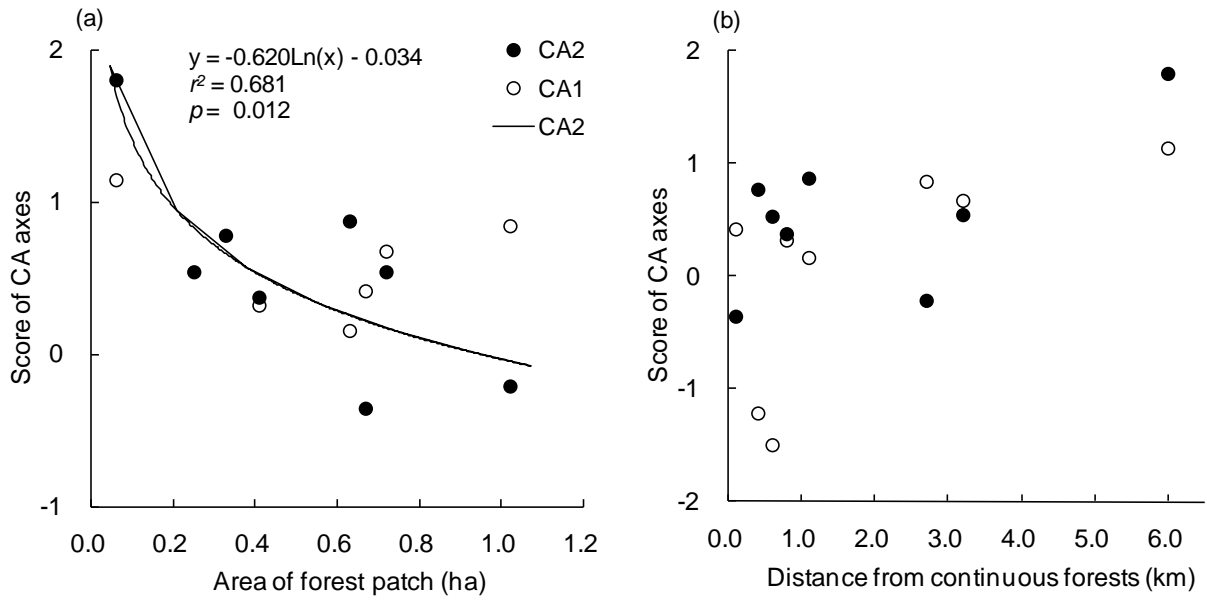 (a)
y = -0.620Ln(x) - 0.034
r² = 0.681
p = 0.012
CA2
CA1
CA2
Score of CA axes
2
1
0
-1
0.0 0.2 0.4 0.6 0.8 1.0 1.2
Area of forest patch (ha)
(b)
Score of CA axes
2
1
0
-1
-2
0.0 1.0 2.0 3.0 4.0 5.0 6.0
Distance from continuous forests (km)